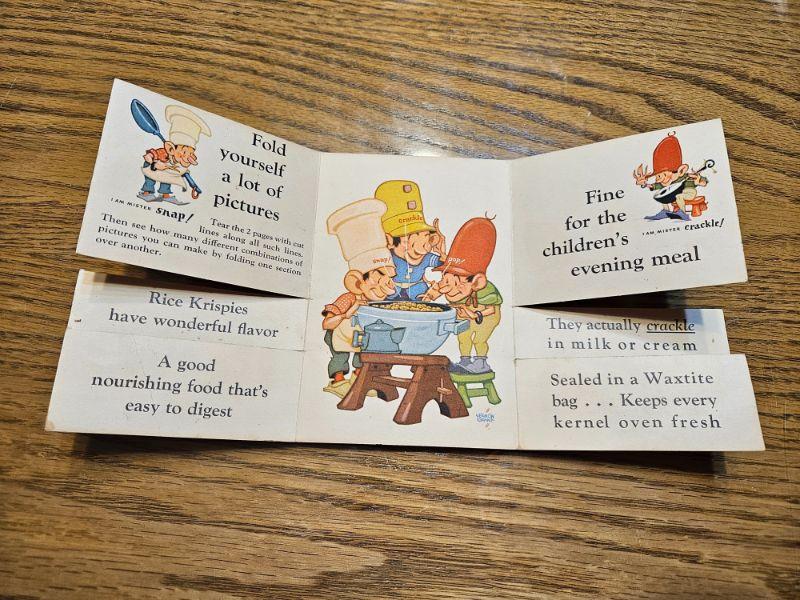 Fold
yourself
a lot of
pictures
I AM MISTER snap!
Tear the 2 pages with cut
lines along all such lines.
Then see how many different combinations of
pictures you can make by folding one section
over another.
Rice Krispies
have wonderful flavor
A good
nourishing food that's
easy to digest
crackle
snap!
pop!
VERNON
GRANT
Fine
for the
children's
evening meal
I AM MISTER crackle!
They actually crackle
in milk or cream
Sealed in a Waxtite
bag . . . Keeps every
kernel oven fresh